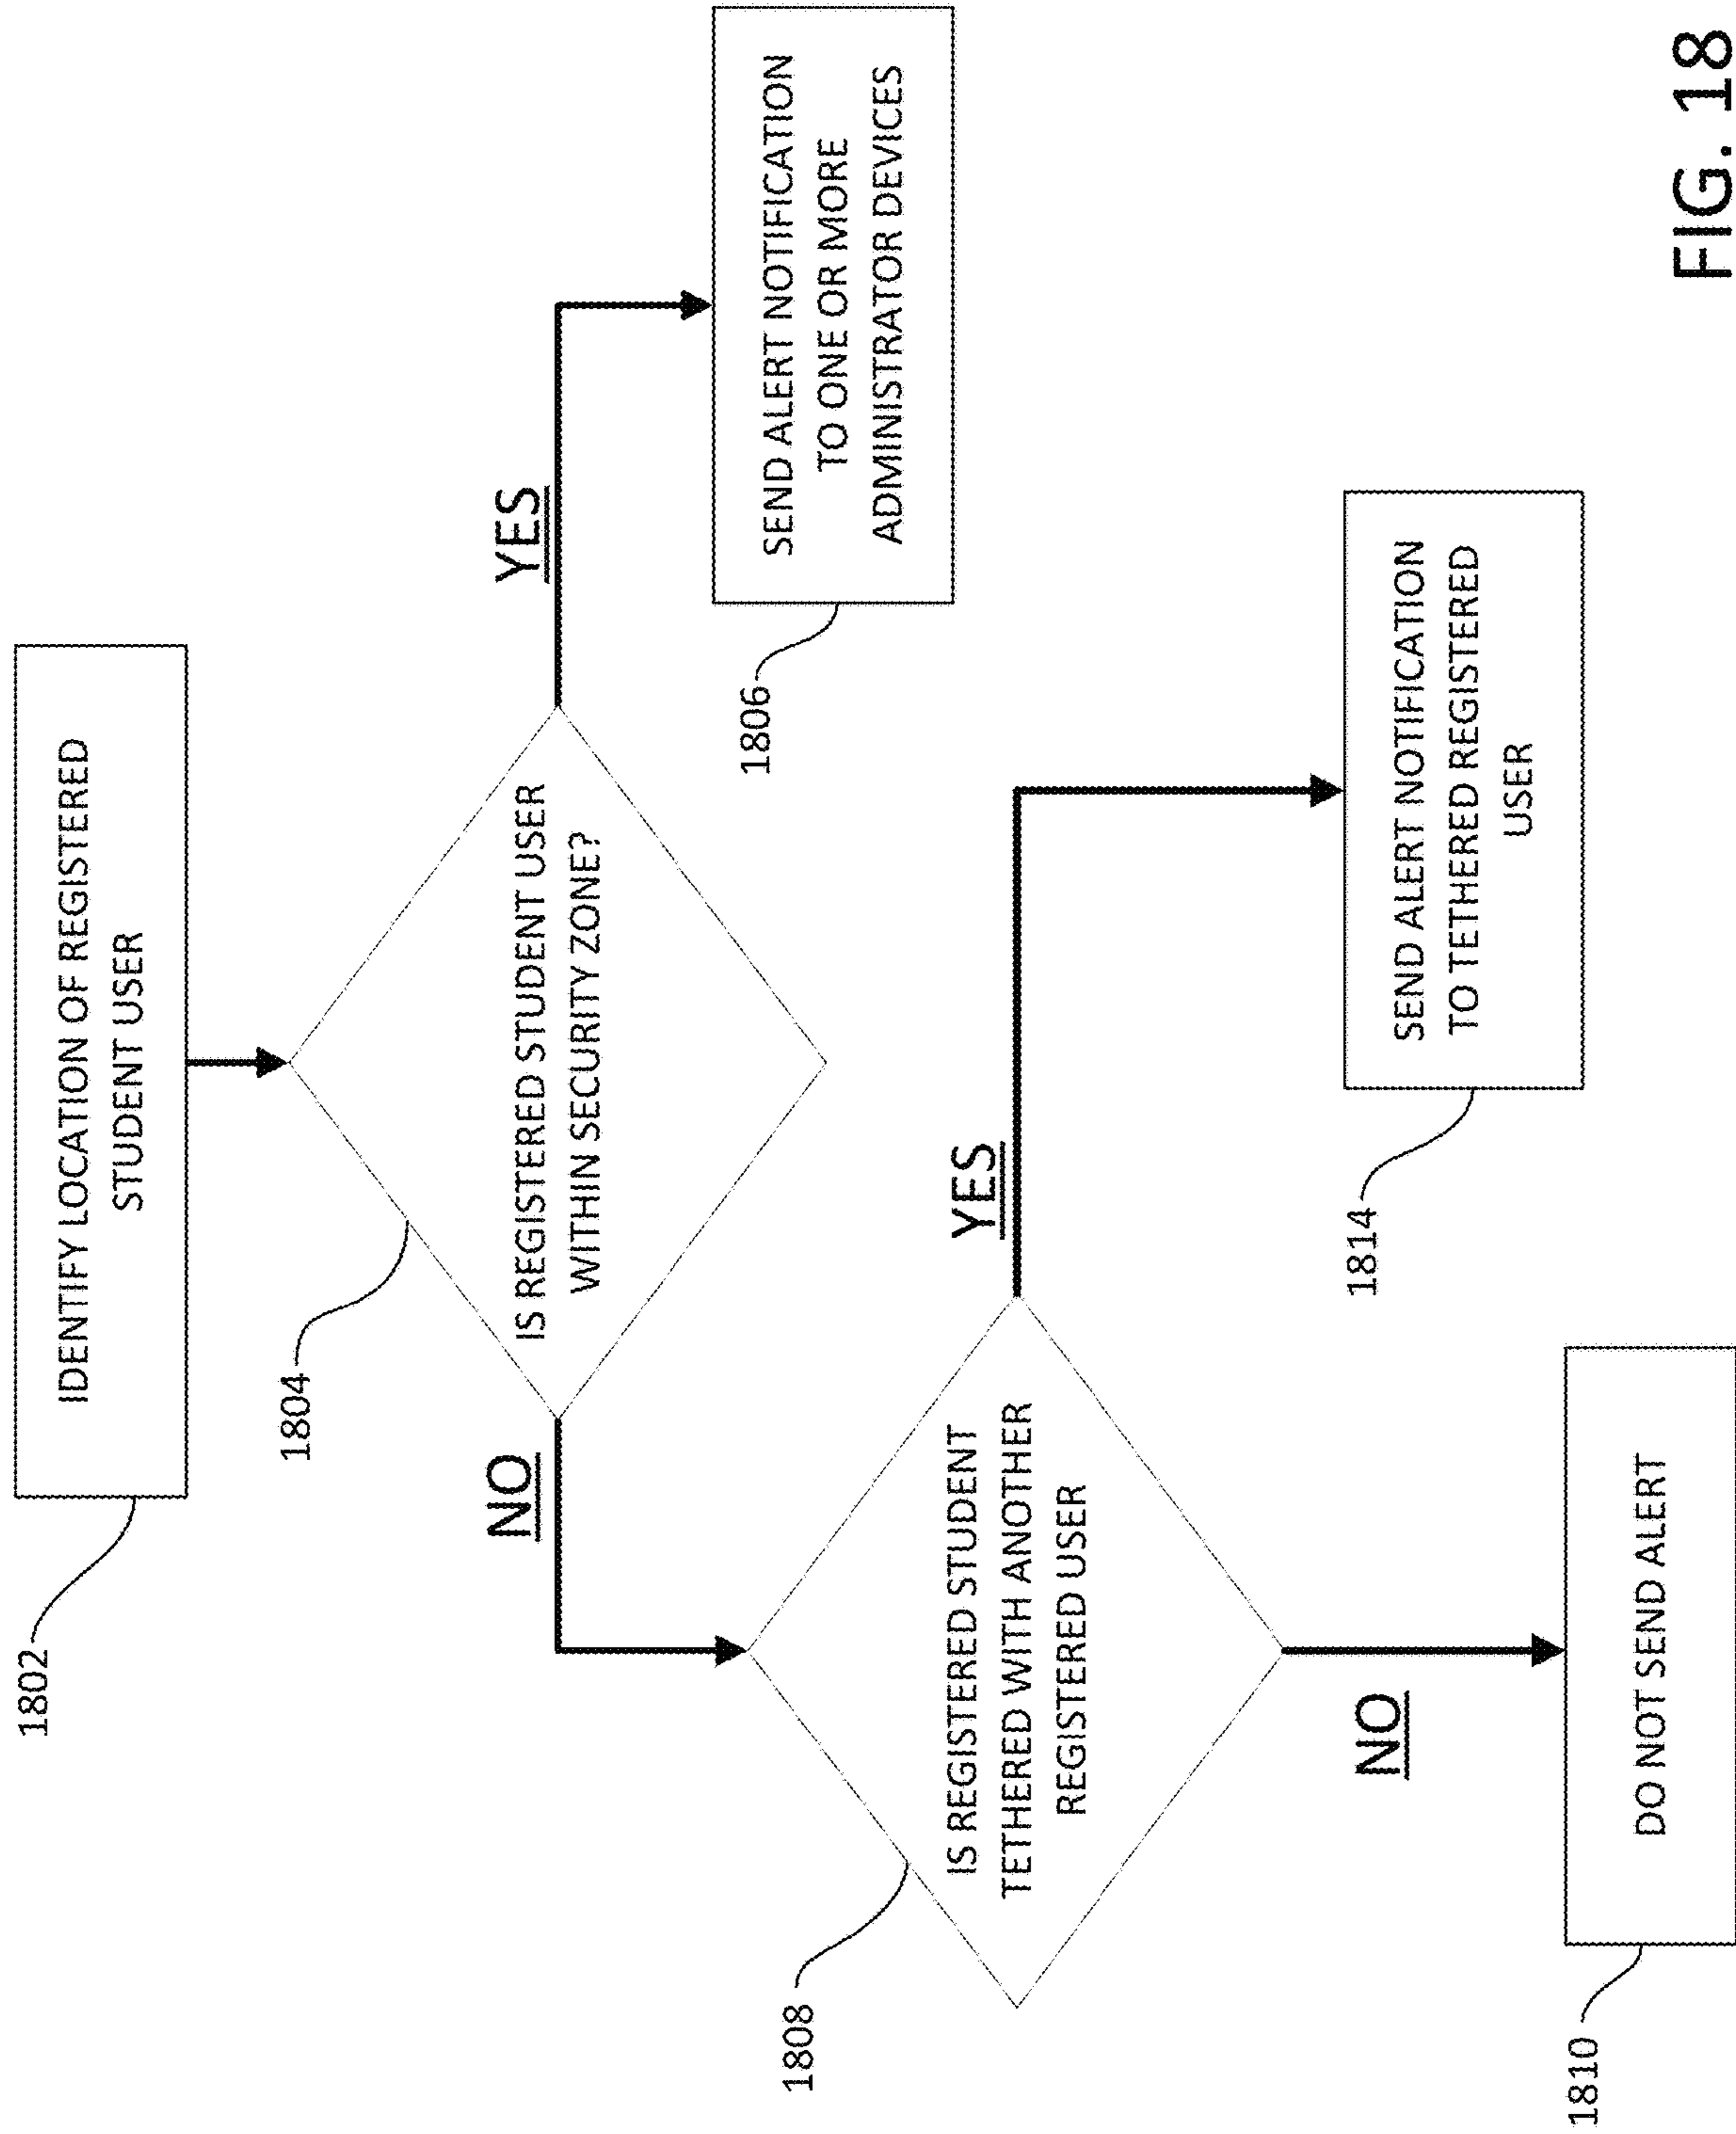 1802
IDENTIFY LOCATION OF REGISTERED
STUDENT USER
1804
IS REGISTERED STUDENT USER
WITHIN SECURITY ZONE?
NO
YES
1806
SEND ALERT NOTIFICATION
TO ONE OR MORE
ADMINISTRATOR DEVICES
1808
IS REGISTERED STUDENT
TETHERED WITH ANOTHER
REGISTERED USER
YES
NO
1814
SEND ALERT NOTIFICATION
TO TETHERED REGISTERED
USER
1810
DO NOT SEND ALERT
FIG. 18